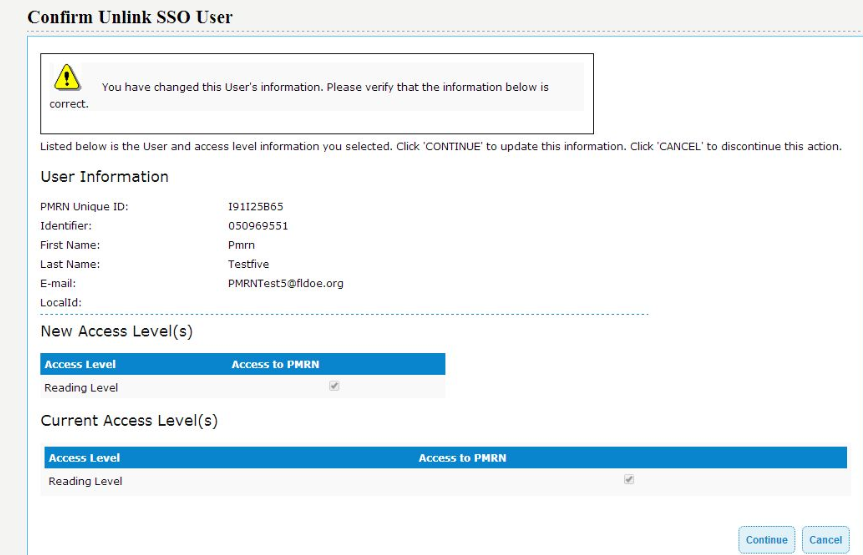 Confirm Unlink SSO User
You have changed this User's information. Please verify that the information below is
correct.
Listed below is the User and access level information you selected. Click 'CONTINUE' to update this information. Click 'CANCEL' to discontinue this action.
User Information
PMRN Unique ID: I91I25B65
Identifier: 050969551
First Name: Pmrn
Last Name: Testfive
E-mail: PMRNTest5@fldoe.org
LocalId:
New Access Level(s)
Access Level Access to PMRN
Reading Level
Current Access Level(s)
Access Level Access to PMRN
Reading Level
Continue Cancel